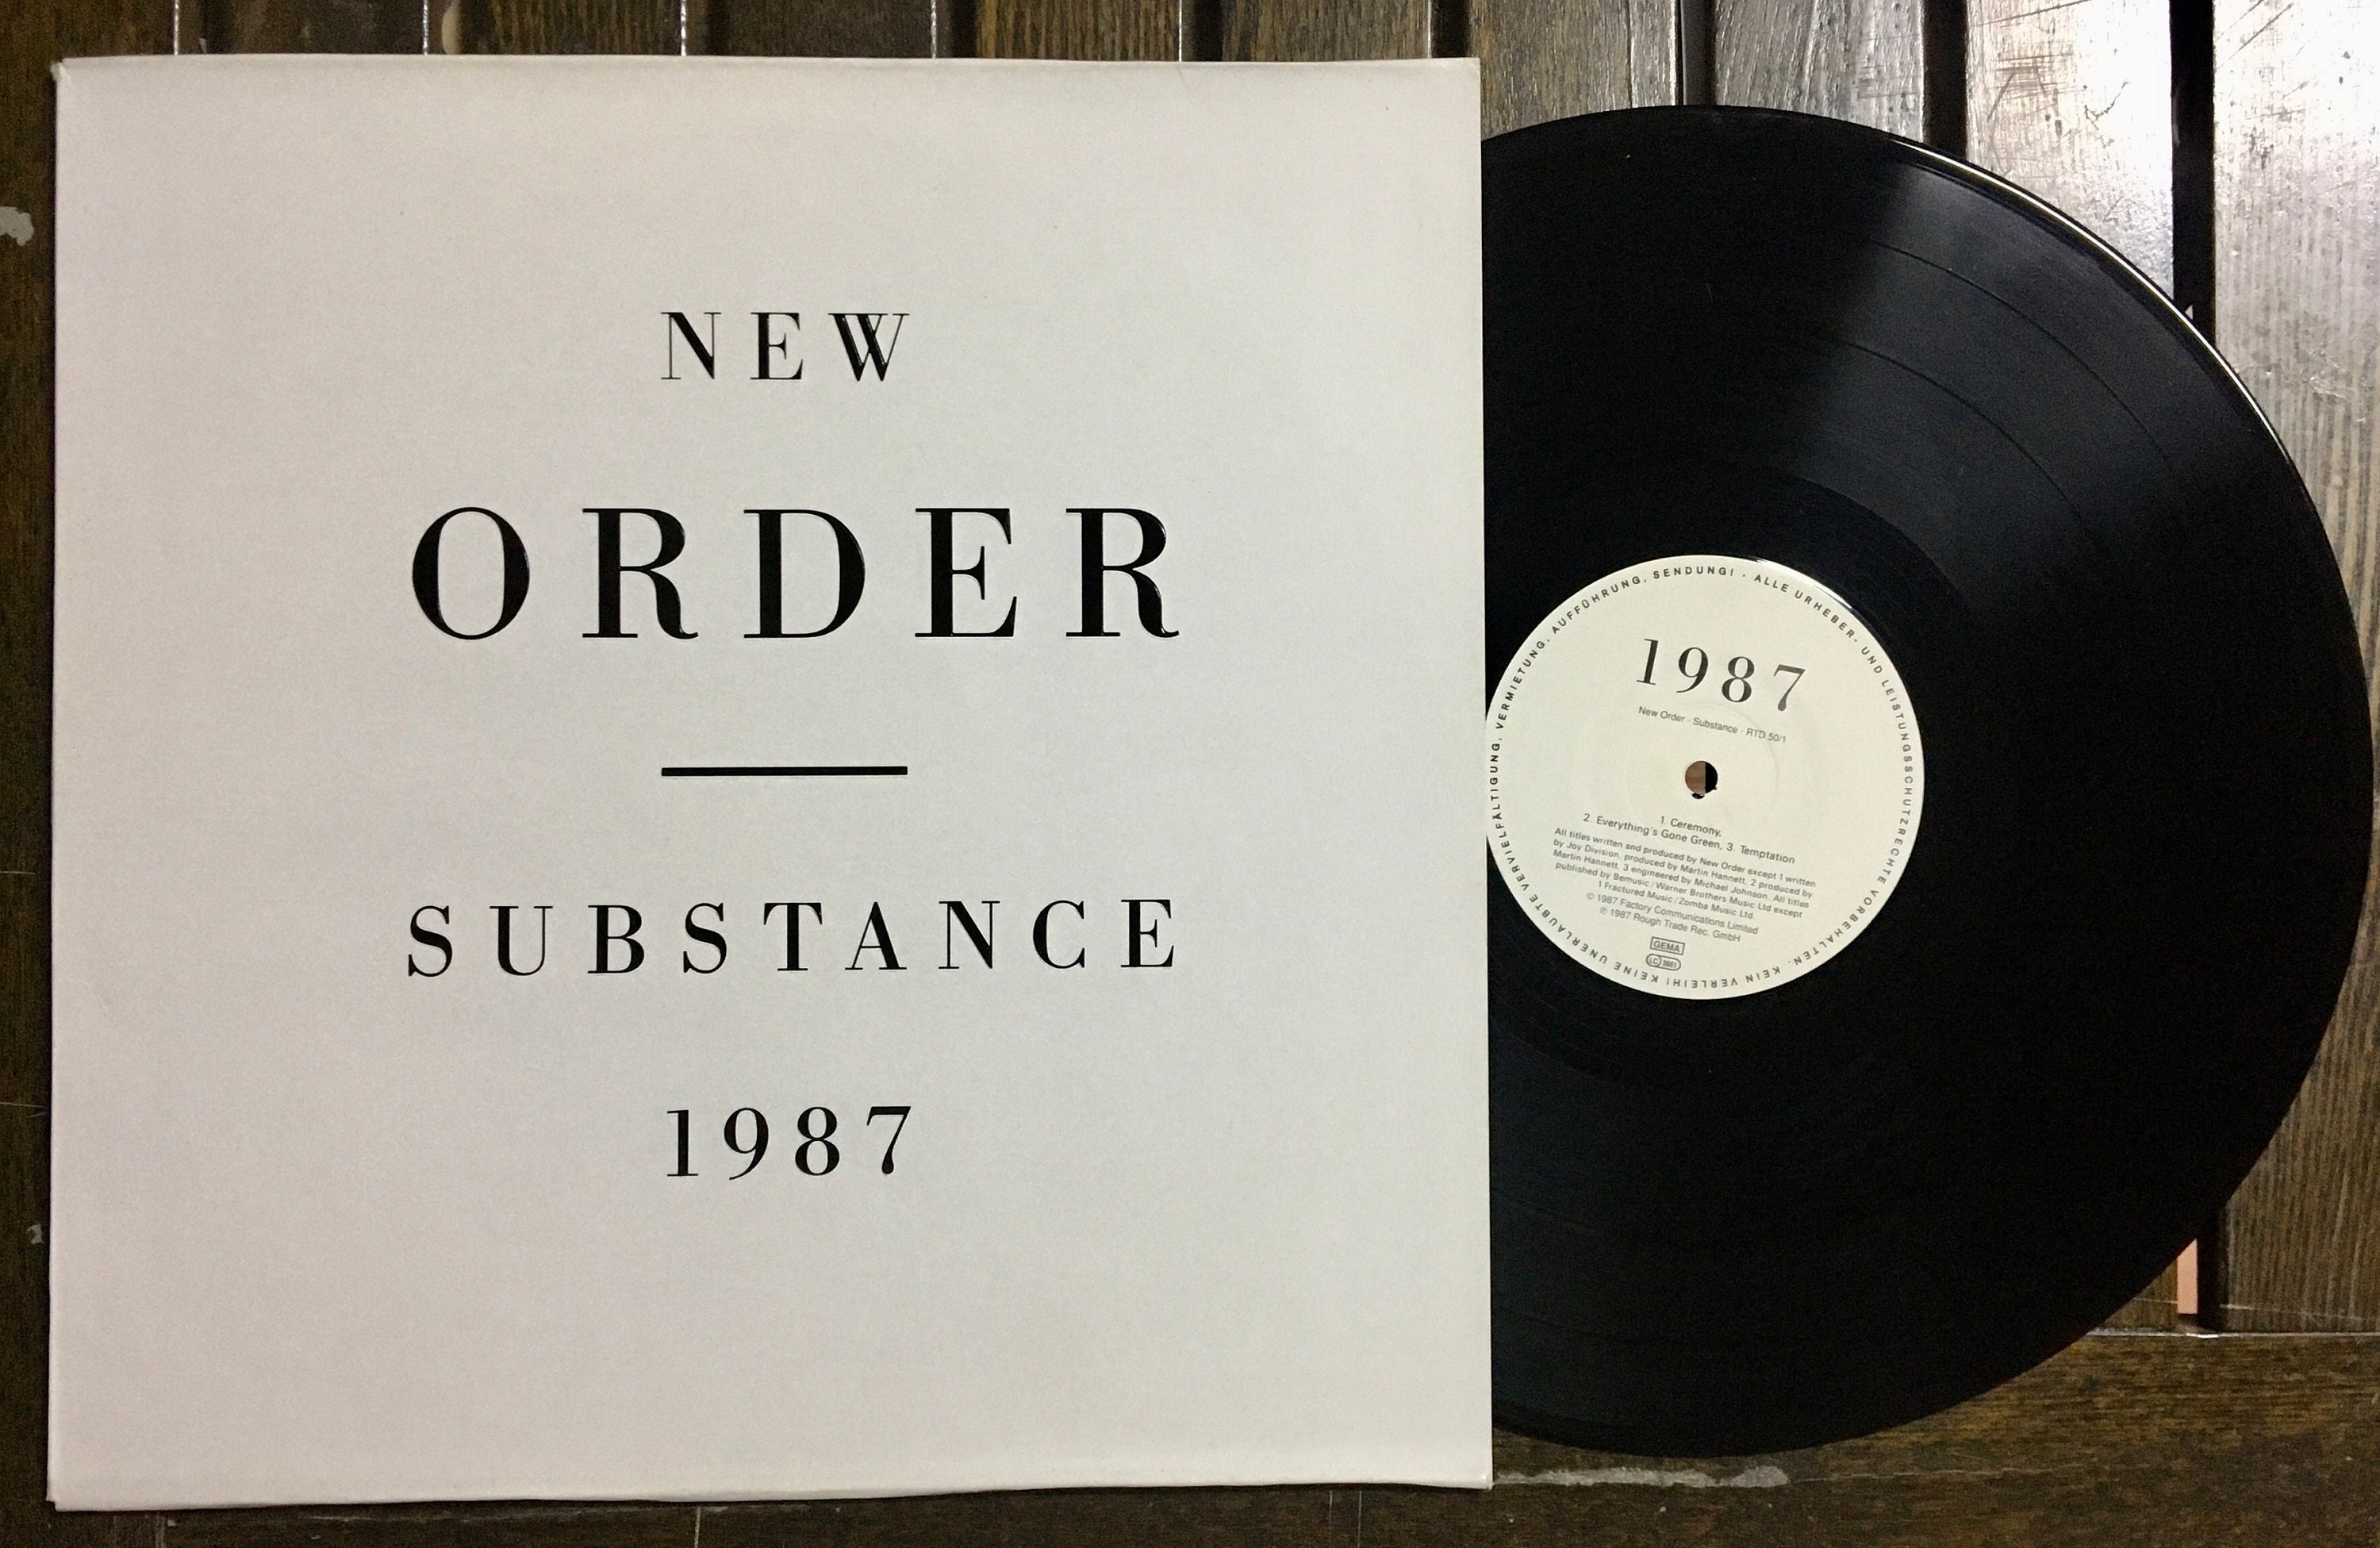 NEW
ORDER
SUBSTANCE
1987
ALLE URHEBER- UND LEISTUNGSSCHUTZRECHTE VORBEHALTEN. KEIN VERLEIH! KEINE UNERLAUBTE VERVIELFÄLTIGUNG, VERMIETUNG, AUFFÜHRUNG, SENDUNG! ·
1987
New Order · Substance · RTD 50/1
1. Ceremony,
2. Everything's Gone Green, 3. Temptation
All titles written and produced by New Order except 1 written
by Joy Division, produced by Martin Hannett, 2 produced by
Martin Hannett, 3 engineered by Michael Johnson. All titles
published by Bemusic/Warner Brothers Music Ltd except
1 Fractured Music/Zomba Music Ltd.
© 1987 Factory Communications Limited
℗ 1987 Rough Trade Rec. GmbH
GEMA
LC